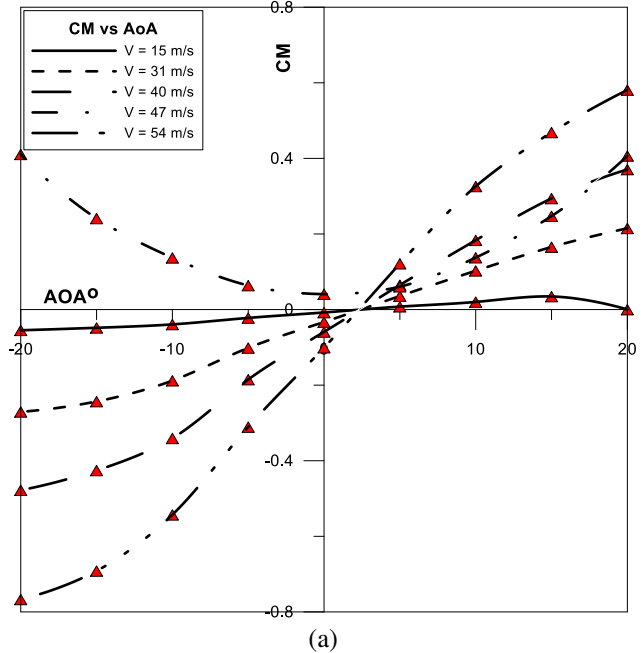 CM vs AoA
V = 15 m/s
V = 31 m/s
V = 40 m/s
V = 47 m/s
V = 54 m/s
CM
0.8
0.4
AOAº
0
-20
-10
0
10
20
-0.4
-0.8
(a)